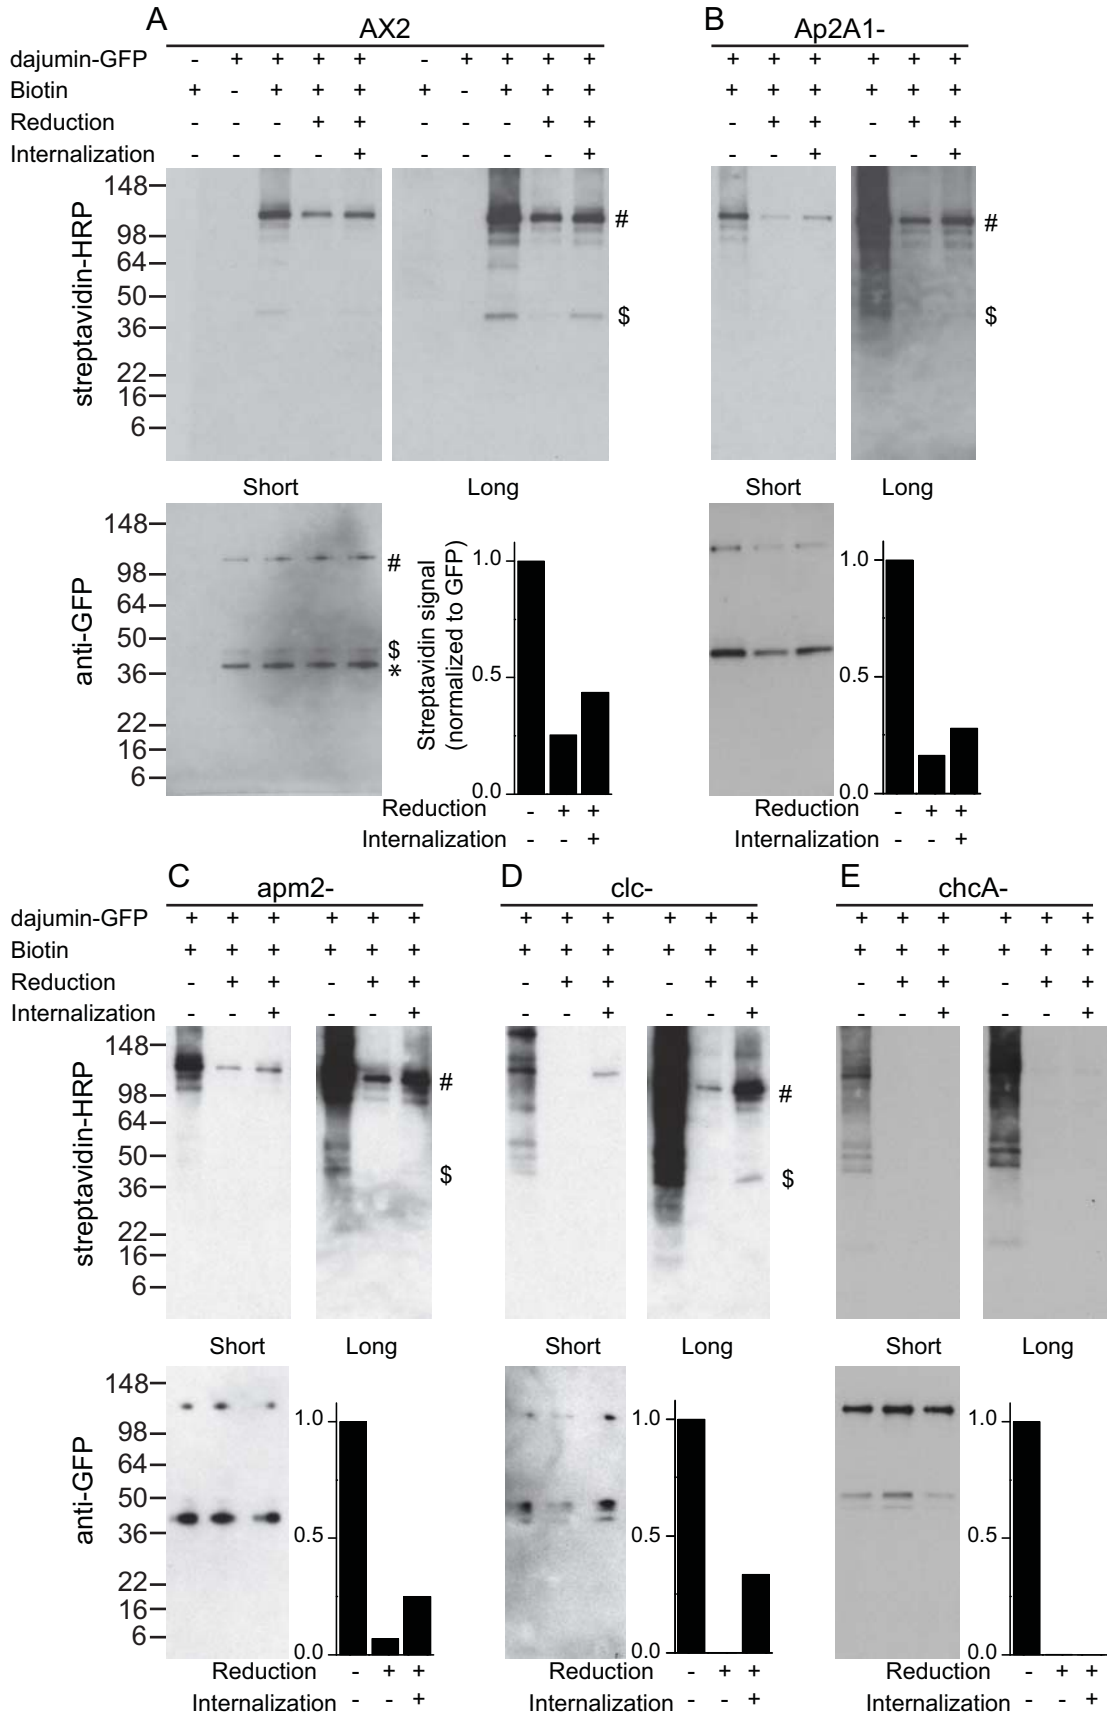 A
AX2
B
Ap2A1-
dajumin-GFP - + + + + - + + + + + + + + + +
Biotin + - + + + + - + + + + + + + + +
Reduction - - - + + - - - + + - + + - + +
Internalization - - - - + - - - - + - - + - - +
streptavidin-HRP
148
98
64
50
36
22
16
6
#
$
#
$
Short
Long
Short
Long
anti-GFP
148
98
64
50
36
22
16
6
#
$
*
Streptavidin signal
(normalized to GFP)
1.0
0.5
0.0
1.0
0.5
0.0
Reduction - + +
Internalization - - +
Reduction - + +
Internalization - - +
C
apm2-
D
clc-
E
chcA-
dajumin-GFP + + + + + + + + + + + + + + + + + +
Biotin + + + + + + + + + + + + + + + + + +
Reduction - + + - + + - + + - + + - + + - + +
Internalization - - + - - + - - + - - + - - + - - +
streptavidin-HRP
148
98
64
50
36
22
16
6
#
$
#
$
Short
Long
Short
Long
Short
Long
anti-GFP
148
98
64
50
36
22
16
6
1.0
0.5
0.0
1.0
0.5
0.0
1.0
0.5
0.0
Reduction - + +
Internalization - - +
Reduction - + +
Internalization - - +
Reduction - + +
Internalization - - +